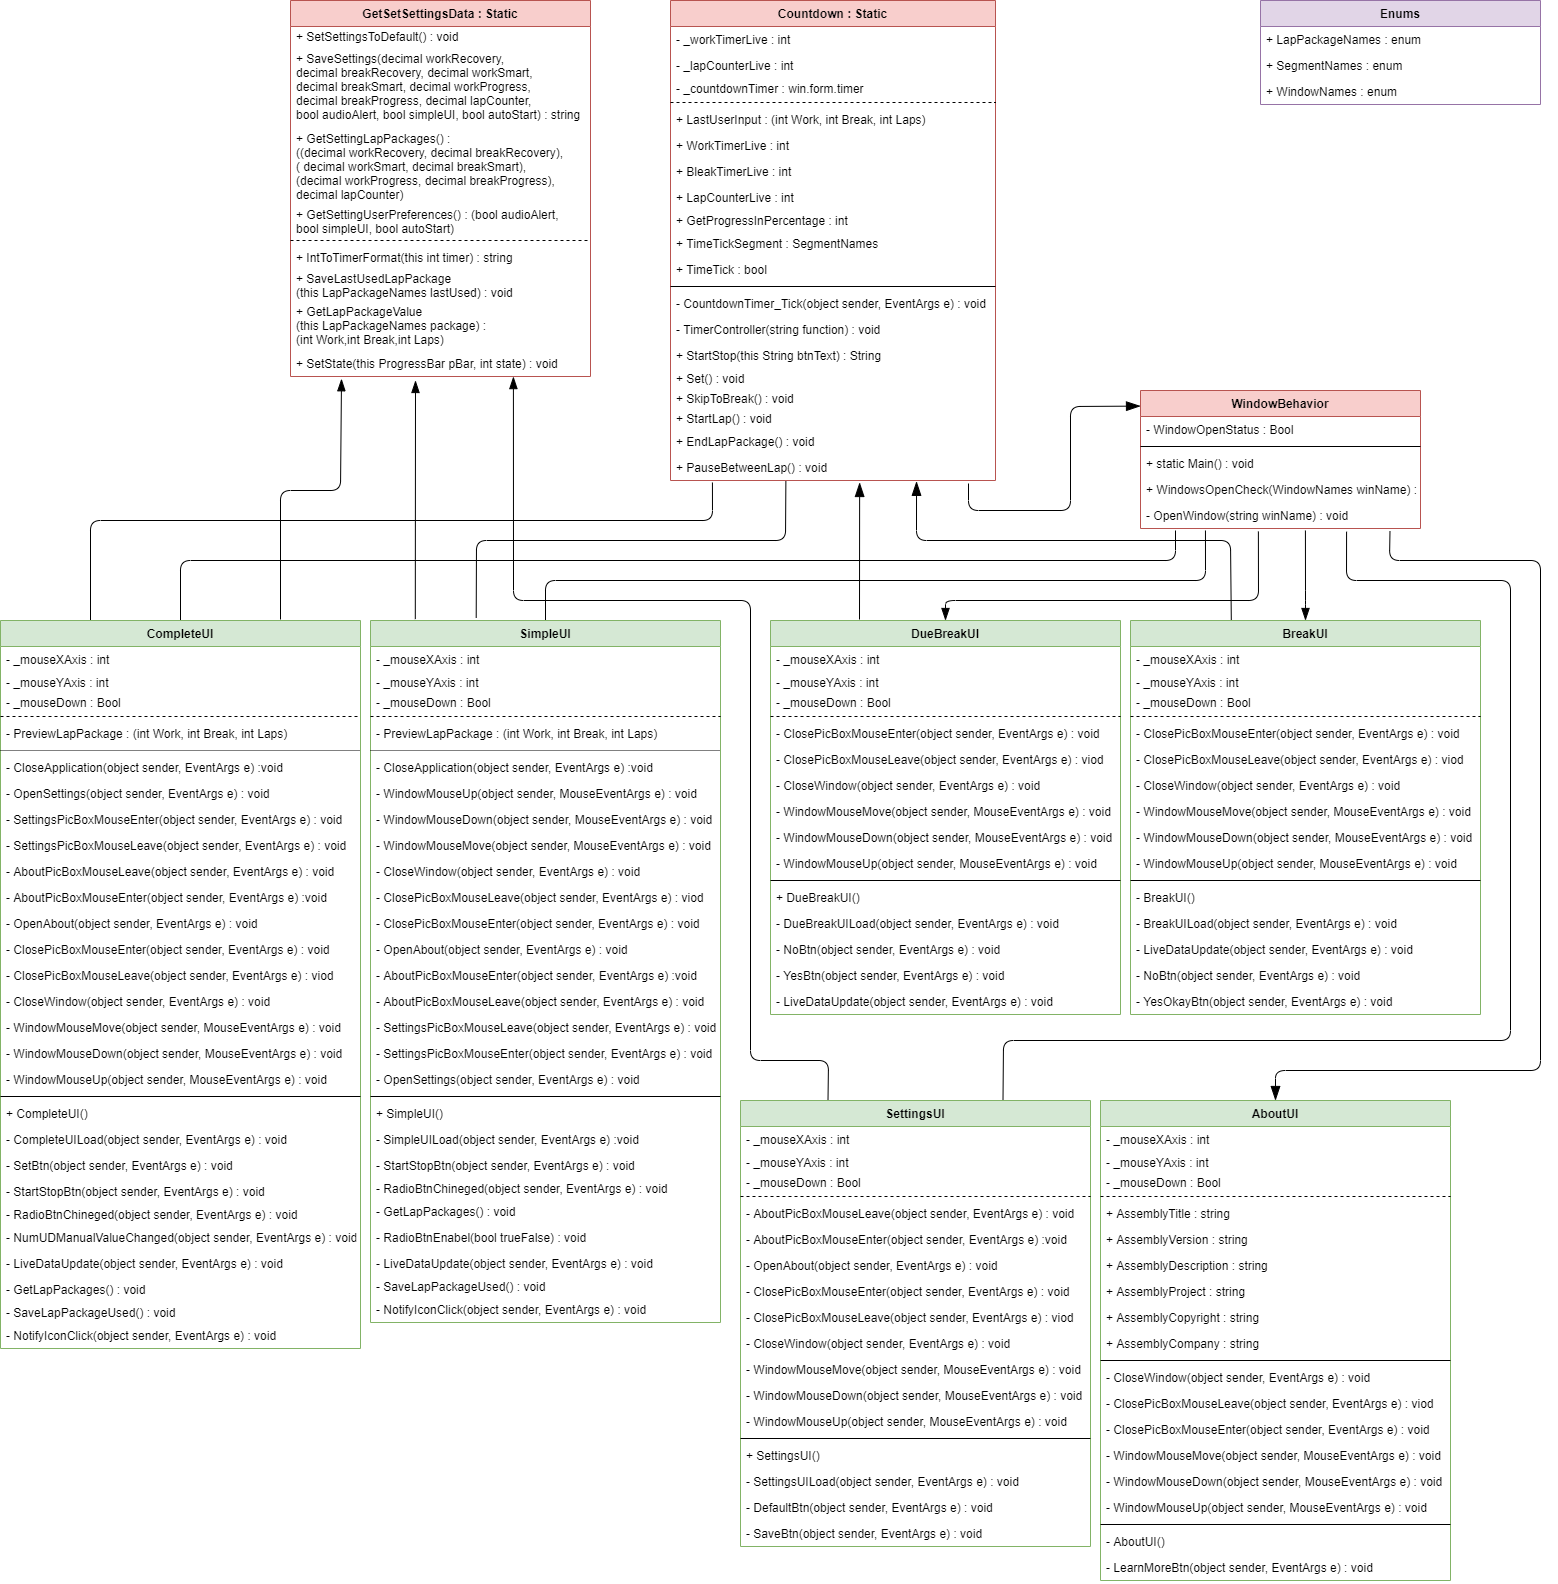 GetSetSettingsData : Static
+ SetSettingsToDefault() : void
+ SaveSettings(decimal workRecovery,
decimal breakRecovery, decimal workSmart,
decimal breakSmart, decimal workProgress,
decimal breakProgress, decimal lapCounter,
bool audioAlert, bool simpleUI, bool autoStart) : string
+ GetSettingLapPackages() :
((decimal workRecovery, decimal breakRecovery),
( decimal workSmart, decimal breakSmart),
(decimal workProgress, decimal breakProgress),
decimal lapCounter)
+ GetSettingUserPreferences() : (bool audioAlert,
bool simpleUI, bool autoStart)
+ IntToTimerFormat(this int timer) : string
+ SaveLastUsedLapPackage
(this LapPackageNames lastUsed) : void
+ GetLapPackageValue
(this LapPackageNames package) :
(int Work,int Break,int Laps)
+ SetState(this ProgressBar pBar, int state) : void
Countdown : Static
- _workTimerLive : int
- _lapCounterLive : int
- _countdownTimer : win.form.timer
+ LastUserInput : (int Work, int Break, int Laps)
+ WorkTimerLive : int
+ BleakTimerLive : int
+ LapCounterLive : int
+ GetProgressInPercentage : int
+ TimeTickSegment : SegmentNames
+ TimeTick : bool
- CountdownTimer_Tick(object sender, EventArgs e) : void
- TimerController(string function) : void
+ StartStop(this String btnText) : String
+ Set() : void
+ SkipToBreak() : void
+ StartLap() : void
+ EndLapPackage() : void
+ PauseBetweenLap() : void
Enums
+ LapPackageNames : enum
+ SegmentNames : enum
+ WindowNames : enum
WindowBehavior
- WindowOpenStatus : Bool
+ static Main() : void
+ WindowsOpenCheck(WindowNames winName) :
- OpenWindow(string winName) : void
CompleteUI
- _mouseXAxis : int
- _mouseYAxis : int
- _mouseDown : Bool
- PreviewLapPackage : (int Work, int Break, int Laps)
- CloseApplication(object sender, EventArgs e) :void
- OpenSettings(object sender, EventArgs e) : void
- SettingsPicBoxMouseEnter(object sender, EventArgs e) : void
- SettingsPicBoxMouseLeave(object sender, EventArgs e) : void
- AboutPicBoxMouseLeave(object sender, EventArgs e) : void
- AboutPicBoxMouseEnter(object sender, EventArgs e) :void
- OpenAbout(object sender, EventArgs e) : void
- ClosePicBoxMouseEnter(object sender, EventArgs e) : void
- ClosePicBoxMouseLeave(object sender, EventArgs e) : viod
- CloseWindow(object sender, EventArgs e) : void
- WindowMouseMove(object sender, MouseEventArgs e) : void
- WindowMouseDown(object sender, MouseEventArgs e) : void
- WindowMouseUp(object sender, MouseEventArgs e) : void
+ CompleteUI()
- CompleteUILoad(object sender, EventArgs e) : void
- SetBtn(object sender, EventArgs e) : void
- StartStopBtn(object sender, EventArgs e) : void
- RadioBtnChineged(object sender, EventArgs e) : void
- NumUDManualValueChanged(object sender, EventArgs e) : void
- LiveDataUpdate(object sender, EventArgs e) : void
- GetLapPackages() : void
- SaveLapPackageUsed() : void
- NotifyIconClick(object sender, EventArgs e) : void
SimpleUI
- _mouseXAxis : int
- _mouseYAxis : int
- _mouseDown : Bool
- PreviewLapPackage : (int Work, int Break, int Laps)
- CloseApplication(object sender, EventArgs e) :void
- WindowMouseUp(object sender, MouseEventArgs e) : void
- WindowMouseDown(object sender, MouseEventArgs e) : void
- WindowMouseMove(object sender, MouseEventArgs e) : void
- CloseWindow(object sender, EventArgs e) : void
- ClosePicBoxMouseLeave(object sender, EventArgs e) : viod
- ClosePicBoxMouseEnter(object sender, EventArgs e) : void
- OpenAbout(object sender, EventArgs e) : void
- AboutPicBoxMouseEnter(object sender, EventArgs e) :void
- AboutPicBoxMouseLeave(object sender, EventArgs e) : void
- SettingsPicBoxMouseLeave(object sender, EventArgs e) : void
- SettingsPicBoxMouseEnter(object sender, EventArgs e) : void
- OpenSettings(object sender, EventArgs e) : void
+ SimpleUI()
- SimpleUILoad(object sender, EventArgs e) :void
- StartStopBtn(object sender, EventArgs e) : void
- RadioBtnChineged(object sender, EventArgs e) : void
- GetLapPackages() : void
- RadioBtnEnabel(bool trueFalse) : void
- LiveDataUpdate(object sender, EventArgs e) : void
- SaveLapPackageUsed() : void
- NotifyIconClick(object sender, EventArgs e) : void
DueBreakUI
- _mouseXAxis : int
- _mouseYAxis : int
- _mouseDown : Bool
- ClosePicBoxMouseEnter(object sender, EventArgs e) : void
- ClosePicBoxMouseLeave(object sender, EventArgs e) : viod
- CloseWindow(object sender, EventArgs e) : void
- WindowMouseMove(object sender, MouseEventArgs e) : void
- WindowMouseDown(object sender, MouseEventArgs e) : void
- WindowMouseUp(object sender, MouseEventArgs e) : void
+ DueBreakUI()
- DueBreakUILoad(object sender, EventArgs e) : void
- NoBtn(object sender, EventArgs e) : void
- YesBtn(object sender, EventArgs e) : void
- LiveDataUpdate(object sender, EventArgs e) : void
BreakUI
- _mouseXAxis : int
- _mouseYAxis : int
- _mouseDown : Bool
- ClosePicBoxMouseEnter(object sender, EventArgs e) : void
- ClosePicBoxMouseLeave(object sender, EventArgs e) : viod
- CloseWindow(object sender, EventArgs e) : void
- WindowMouseMove(object sender, MouseEventArgs e) : void
- WindowMouseDown(object sender, MouseEventArgs e) : void
- WindowMouseUp(object sender, MouseEventArgs e) : void
- BreakUI()
- BreakUILoad(object sender, EventArgs e) : void
- LiveDataUpdate(object sender, EventArgs e) : void
- NoBtn(object sender, EventArgs e) : void
- YesOkayBtn(object sender, EventArgs e) : void
SettingsUI
- _mouseXAxis : int
- _mouseYAxis : int
- _mouseDown : Bool
- AboutPicBoxMouseLeave(object sender, EventArgs e) : void
- AboutPicBoxMouseEnter(object sender, EventArgs e) :void
- OpenAbout(object sender, EventArgs e) : void
- ClosePicBoxMouseEnter(object sender, EventArgs e) : void
- ClosePicBoxMouseLeave(object sender, EventArgs e) : viod
- CloseWindow(object sender, EventArgs e) : void
- WindowMouseMove(object sender, MouseEventArgs e) : void
- WindowMouseDown(object sender, MouseEventArgs e) : void
- WindowMouseUp(object sender, MouseEventArgs e) : void
+ SettingsUI()
- SettingsUILoad(object sender, EventArgs e) : void
- DefaultBtn(object sender, EventArgs e) : void
- SaveBtn(object sender, EventArgs e) : void
AboutUI
- _mouseXAxis : int
- _mouseYAxis : int
- _mouseDown : Bool
+ AssemblyTitle : string
+ AssemblyVersion : string
+ AssemblyDescription : string
+ AssemblyProject : string
+ AssemblyCopyright : string
+ AssemblyCompany : string
- CloseWindow(object sender, EventArgs e) : void
- ClosePicBoxMouseLeave(object sender, EventArgs e) : viod
- ClosePicBoxMouseEnter(object sender, EventArgs e) : void
- WindowMouseMove(object sender, MouseEventArgs e) : void
- WindowMouseDown(object sender, MouseEventArgs e) : void
- WindowMouseUp(object sender, MouseEventArgs e) : void
- AboutUI()
- LearnMoreBtn(object sender, EventArgs e) : void